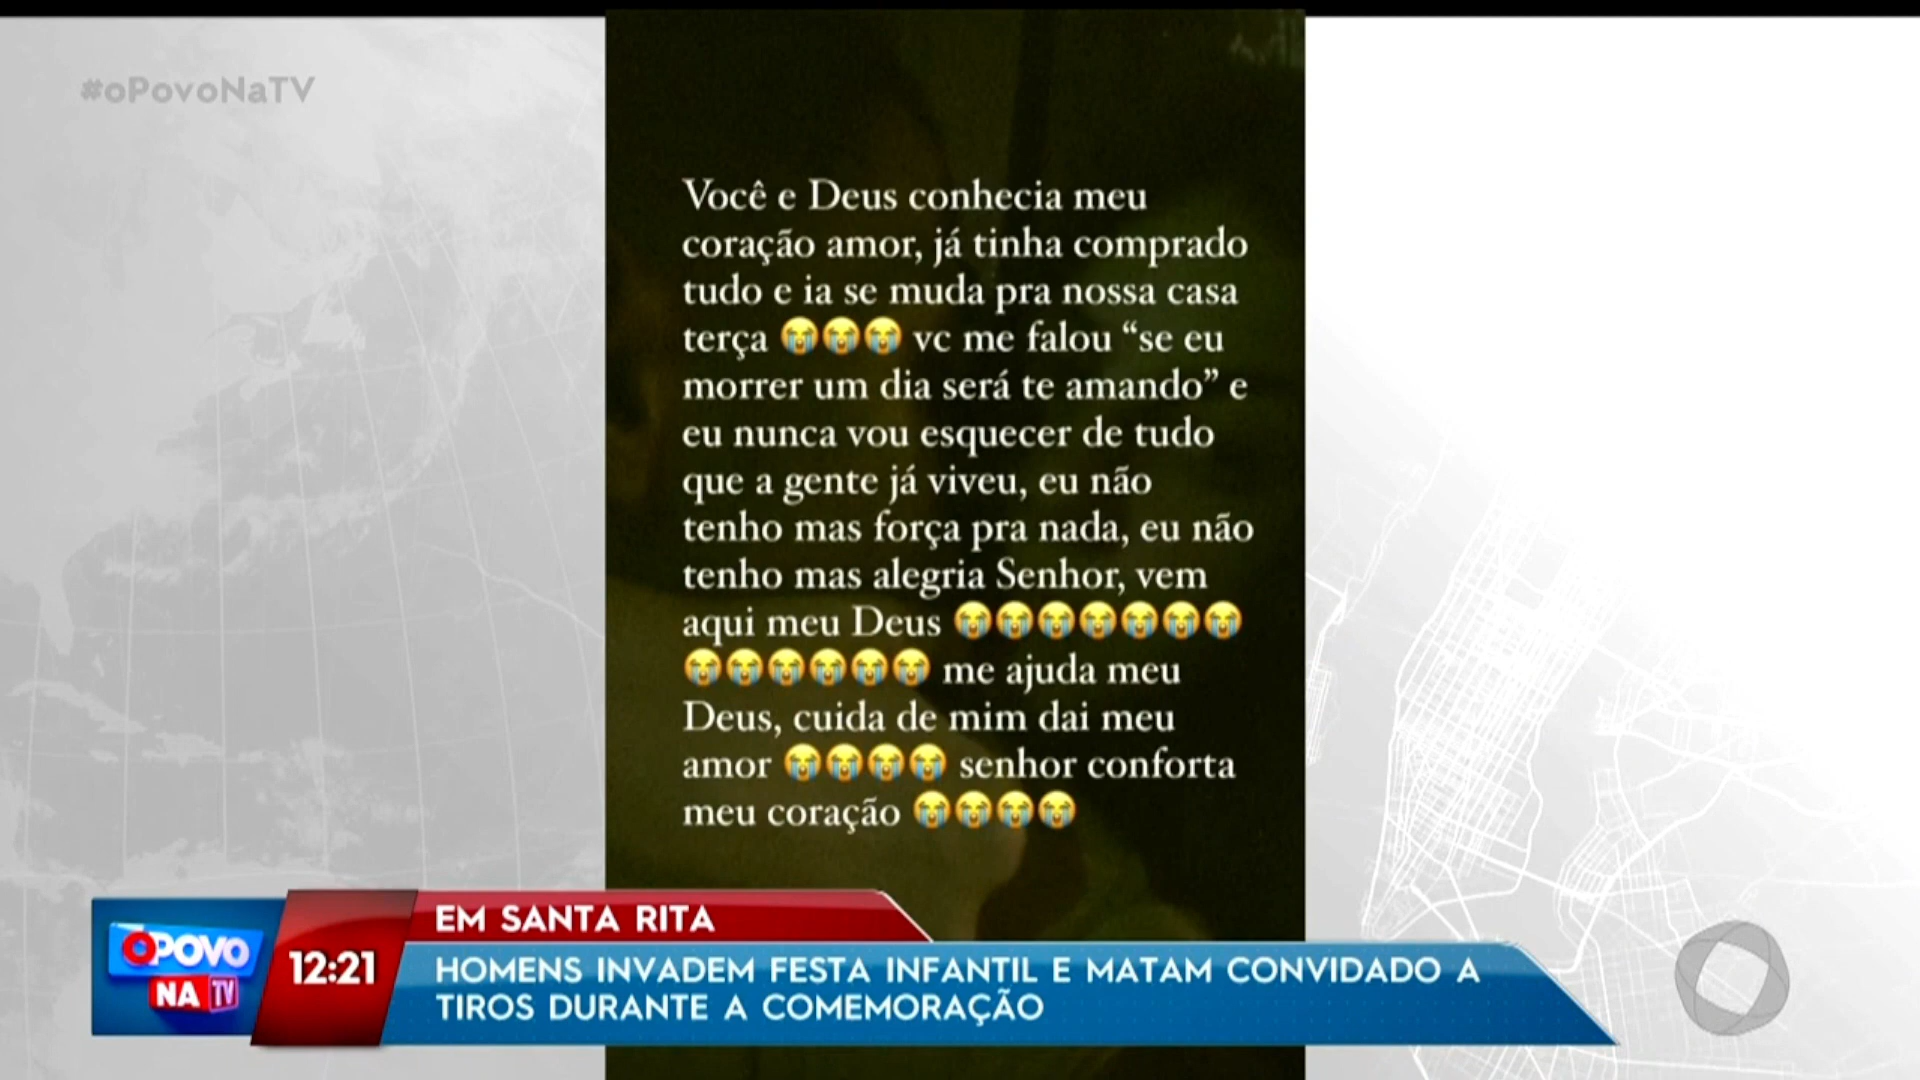 #oPovoNaTV
Você e Deus conhecia meu
coração amor, já tinha comprado
tudo e ia se muda pra nossa casa
terça 😭😭😭 vc me falou “se eu
morrer um dia será te amando” e
eu nunca vou esquecer de tudo
que a gente já viveu, eu não
tenho mas força pra nada, eu não
tenho mas alegria Senhor, vem
aqui meu Deus 😭😭😭😭😭😭😭
😭😭😭😭😭😭 me ajuda meu
Deus, cuida de mim dai meu
amor 😭😭😭😭 senhor conforta
meu coração 😭😭😭😭
O POVO
NA TV
12:21
EM SANTA RITA
HOMENS INVADEM FESTA INFANTIL E MATAM CONVIDADO A
TIROS DURANTE A COMEMORAÇÃO